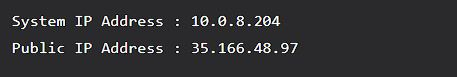 System IP Address : 10.0.8.204
Public IP Address : 35.166.48.97